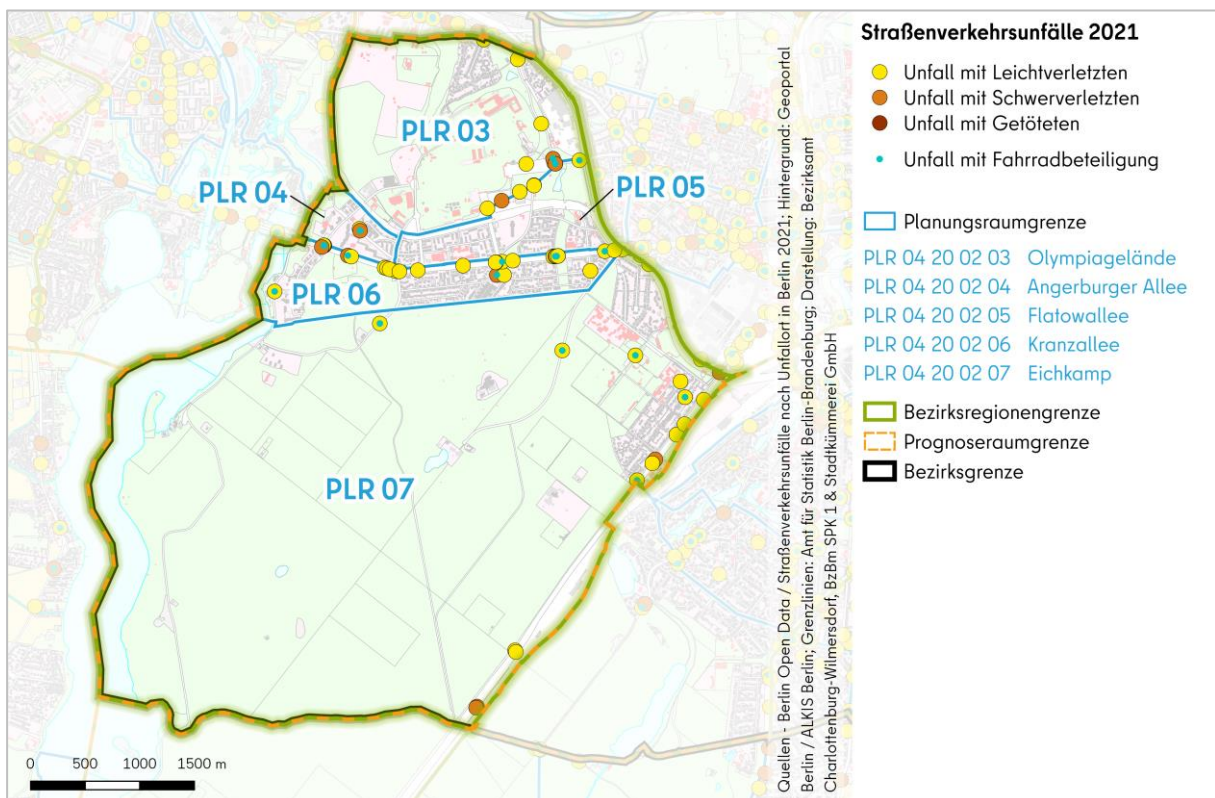 PLR 03
PLR 04
PLR 05
PLR 06
PLR 07
0 500 1000 1500 m
Quellen - Berlin Open Data / Straßenverkehrsunfälle nach Unfallort in Berlin 2021; Hintergrund: Geoportal
Berlin / ALKIS Berlin; Grenzlinien: Amt für Statistik Berlin-Brandenburg; Darstellung: Bezirksamt
Charlottenburg-Wilmersdorf, BzBm SPK 1 & Stadtkümmerei GmbH
Straßenverkehrsunfälle 2021
Unfall mit Leichtverletzten
Unfall mit Schwerverletzten
Unfall mit Getöteten
Unfall mit Fahrradbeteiligung
Planungsraumgrenze
PLR 04 20 02 03 Olympiagelände
PLR 04 20 02 04 Angerburger Allee
PLR 04 20 02 05 Flatowallee
PLR 04 20 02 06 Kranzallee
PLR 04 20 02 07 Eichkamp
Bezirksregionengrenze
Prognoseraumgrenze
Bezirksgrenze